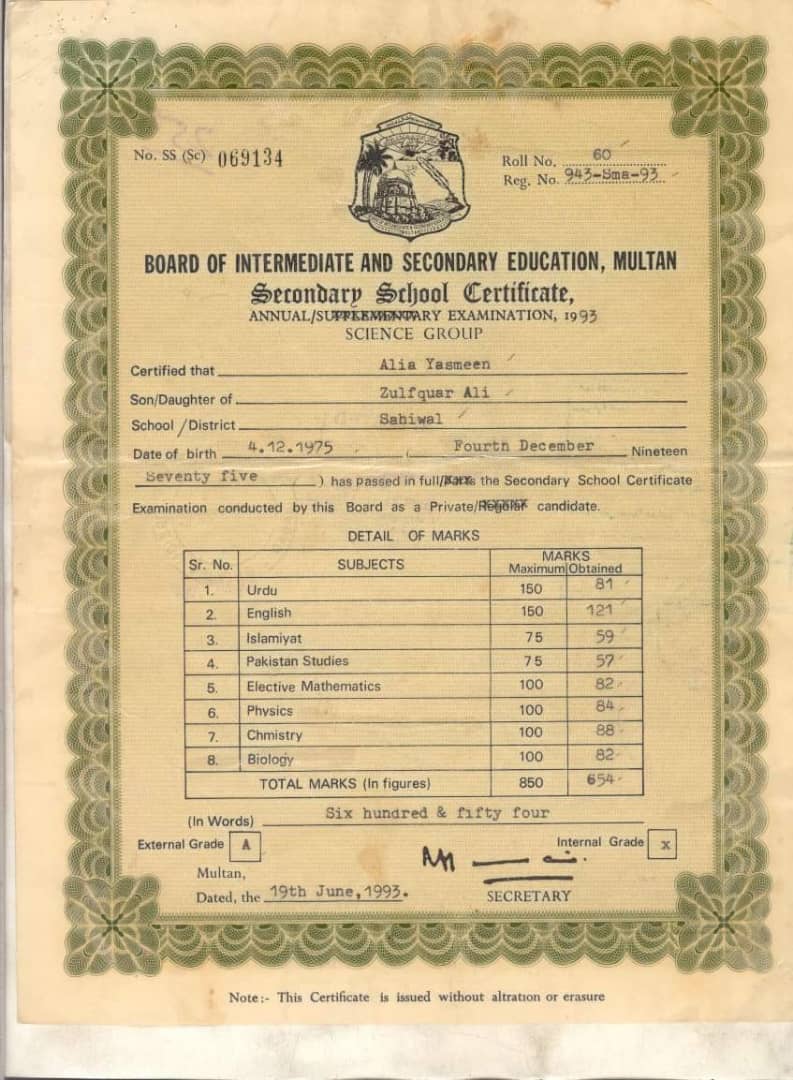 No. SS (Sc) 069134
Roll No. 60
Reg. No. 943-Sma-93
BOARD OF INTERMEDIATE AND SECONDARY EDUCATION, MULTAN
Secondary School Certificate,
ANNUAL/SUPPLEMENTARY EXAMINATION, 1993
SCIENCE GROUP
Certified that Alia Yasmeen
Son/Daughter of Zulfquar Ali
School / District Sahiwal
Date of birth 4.12.1975 ( Fourth December Nineteen
Seventy five ) has passed in full/parts the Secondary School Certificate
Examination conducted by this Board as a Private/Regular candidate.
DETAIL OF MARKS
Sr. No. SUBJECTS MARKS
Maximum Obtained
1. Urdu 150 81
2. English 150 121
3. Islamiyat 75 59
4. Pakistan Studies 75 57
5. Elective Mathematics 100 82
6. Physics 100 84
7. Chmistry 100 88
8. Biology 100 82
TOTAL MARKS (In figures) 850 654
(In Words) Six hundred & fifty four
External Grade A Internal Grade x
Multan,
Dated, the 19th June, 1993. SECRETARY
Note :- This Certificate is issued without altration or erasure